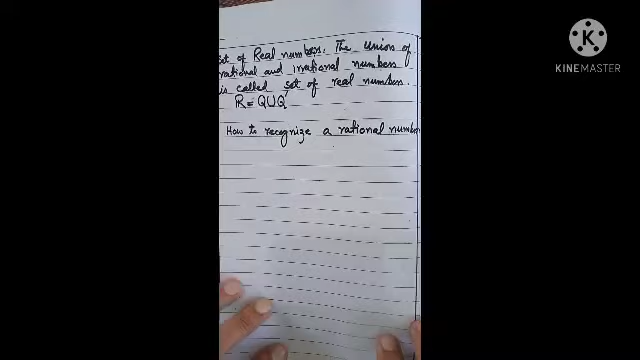 set of Real numbers. The union of
rational and irrational numbers
is called set of real numbers.
R = QUQ'
How to recognize a rational number
KINEMASTER